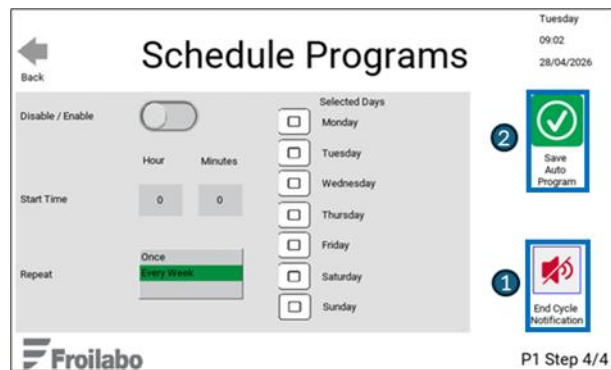 Tuesday
09:02
28/04/2026
Schedule Programs
Back
Disable / Enable
Hour Minutes
Start Time
0 0
Repeat
Once
Every Week
Selected Days
Monday
Tuesday
Wednesday
Thursday
Friday
Saturday
Sunday
2
Save
Auto
Program
1
End Cycle
Notification
Froilabo
P1 Step 4/4